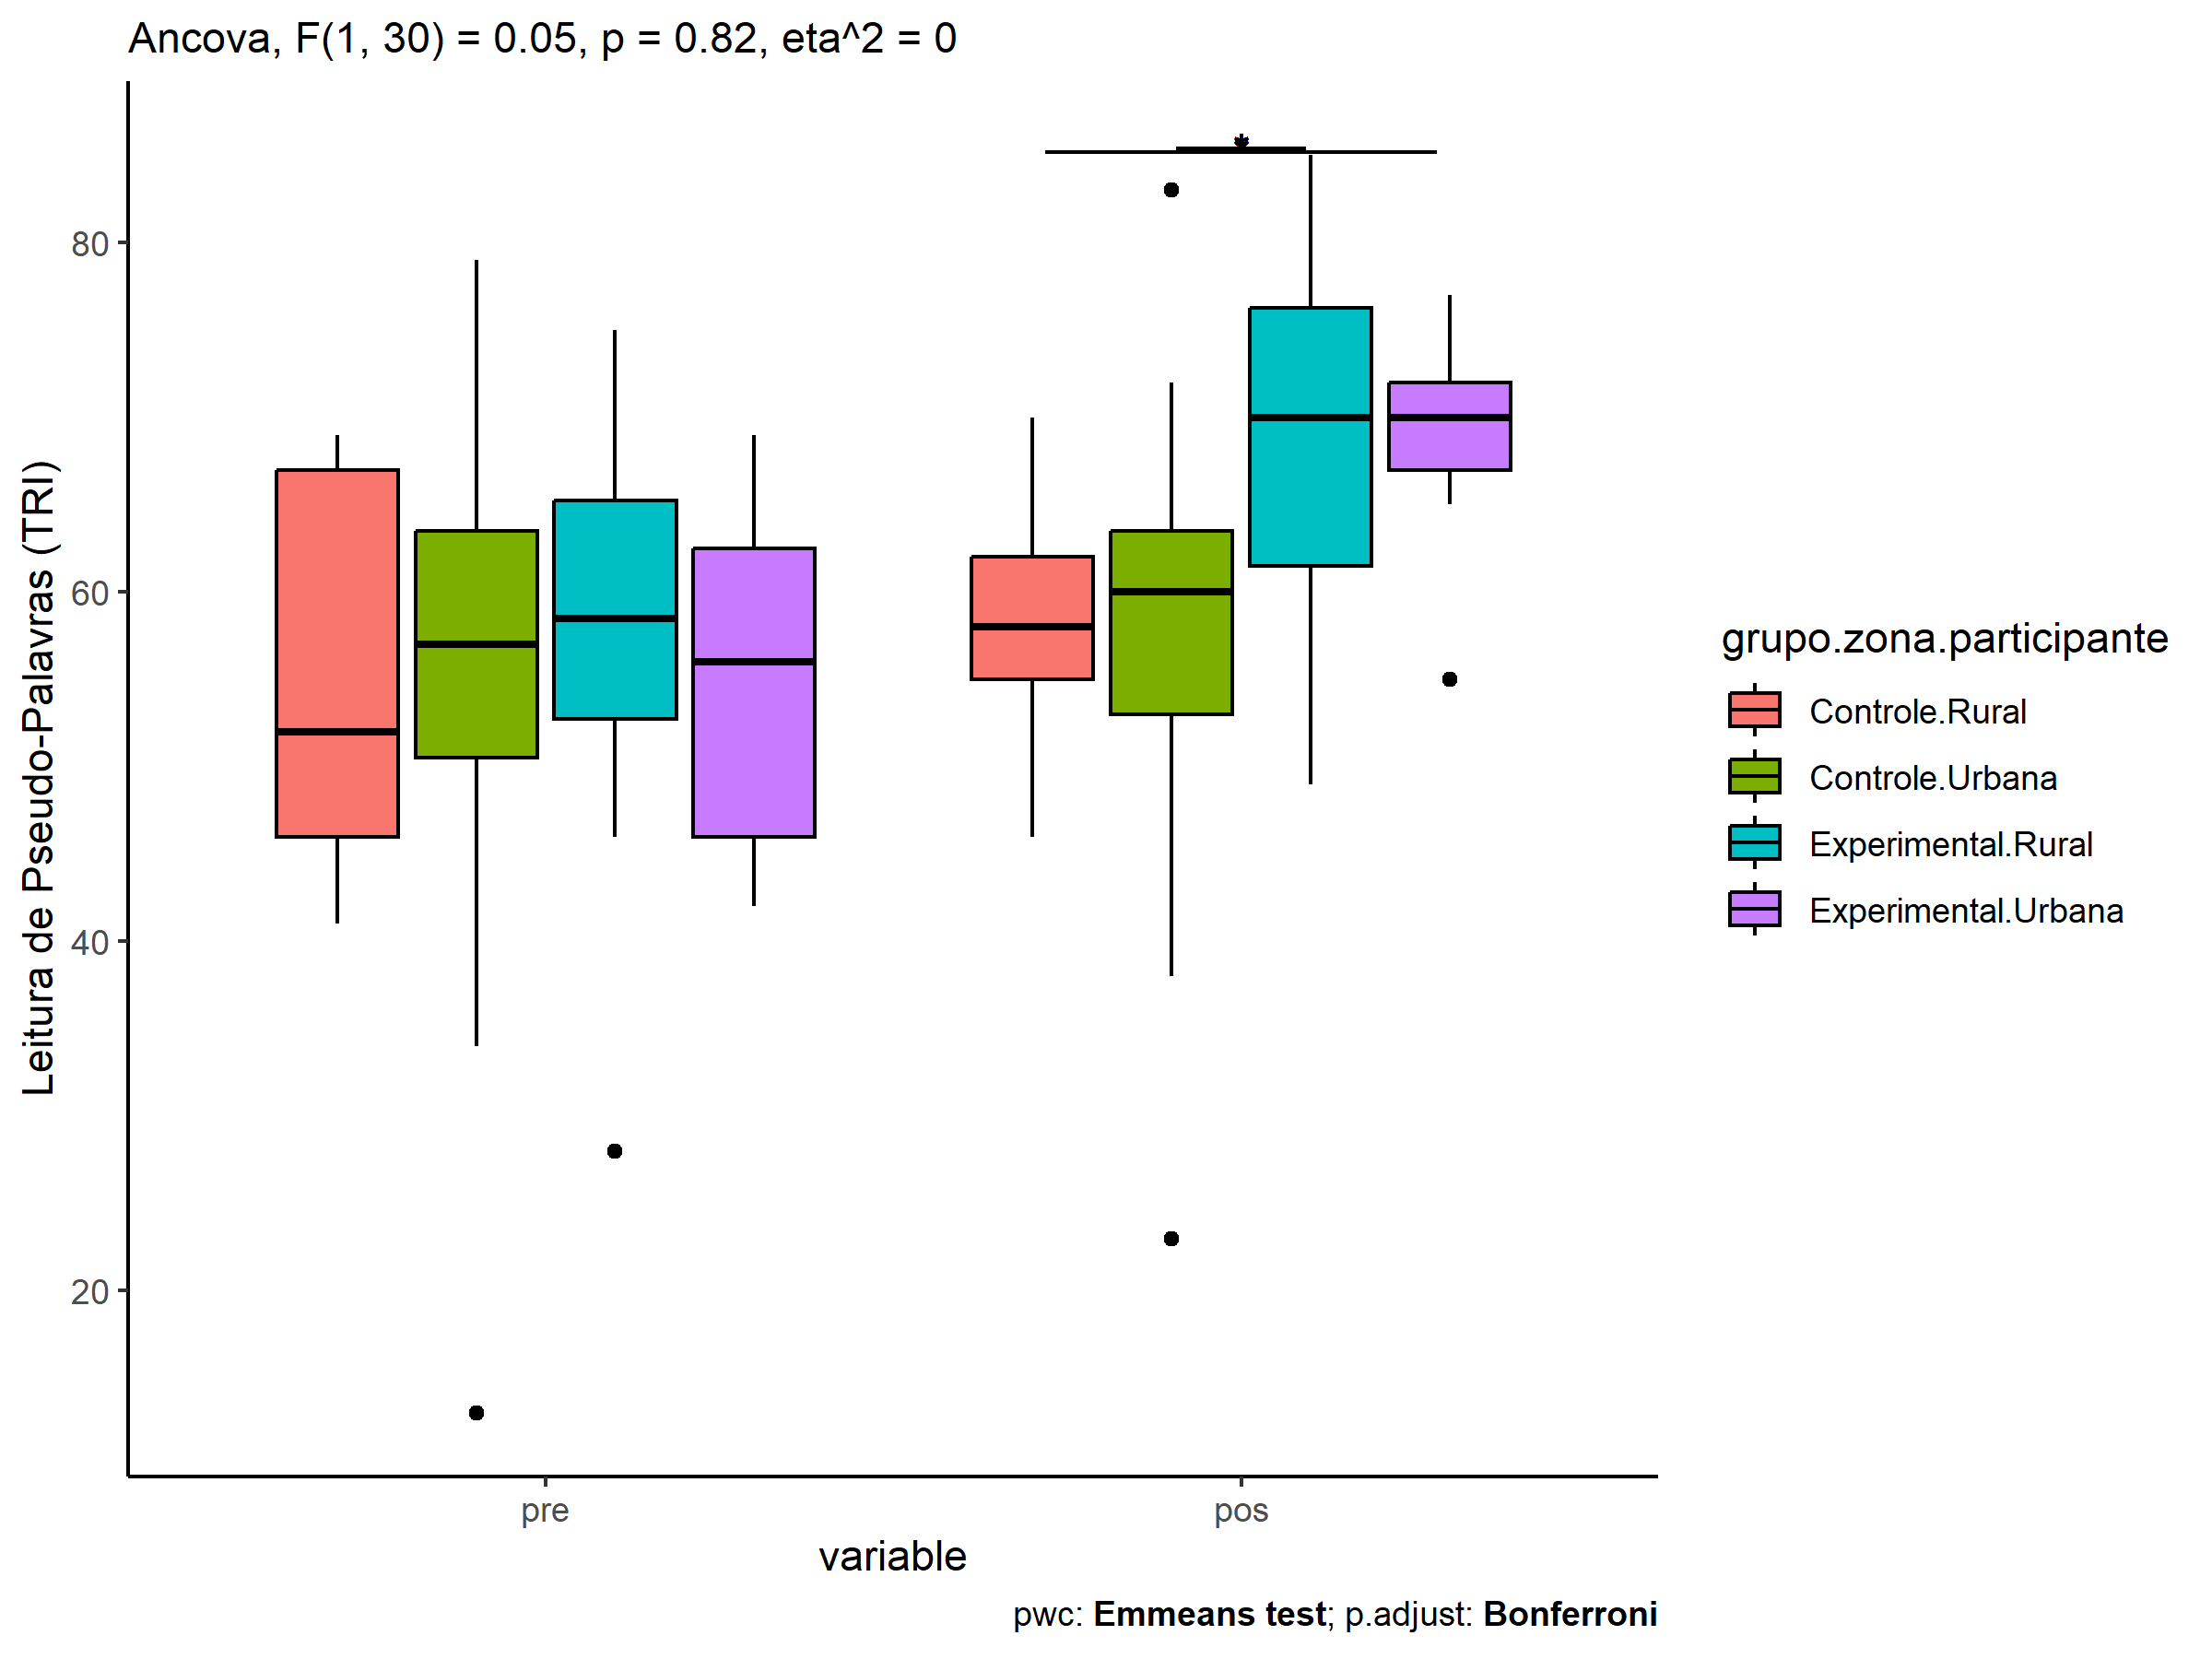 Ancova, F(1, 30) = 0.05, p = 0.82, eta^2 = 0
*
Leitura de Pseudo-Palavras (TRI)
80
60
40
20
pre
pos
variable
grupo.zona.participante
Controle.Rural
Controle.Urbana
Experimental.Rural
Experimental.Urbana
pwc: Emmeans test; p.adjust: Bonferroni